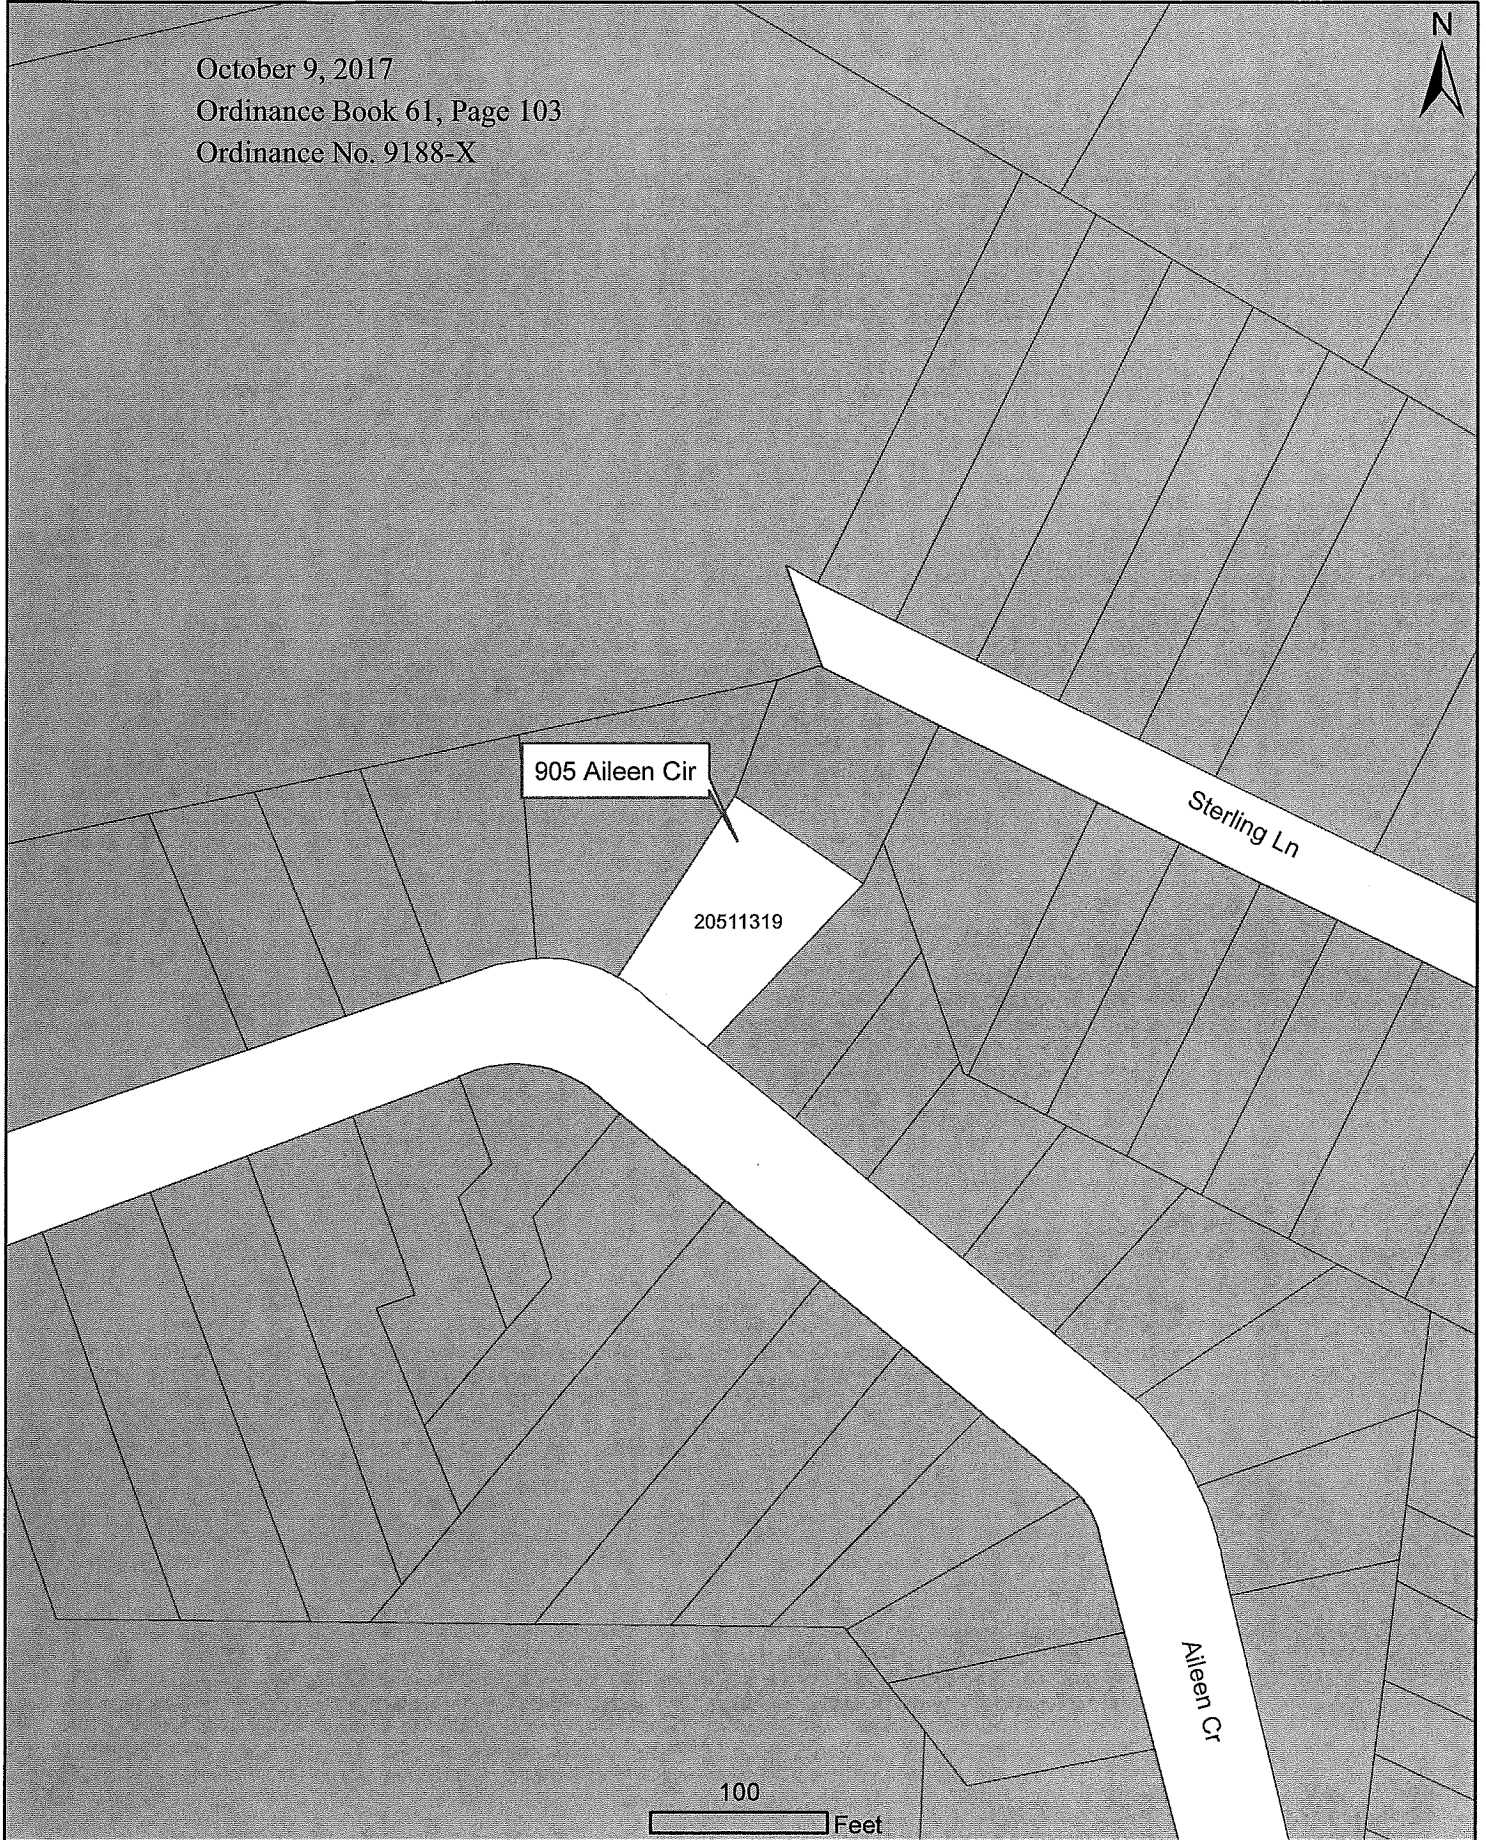 N
October 9, 2017
Ordinance Book 61, Page 103
Ordinance No. 9188-X
905 Aileen Cir
Sterling Ln
20511319
Aileen Cr
100
Feet